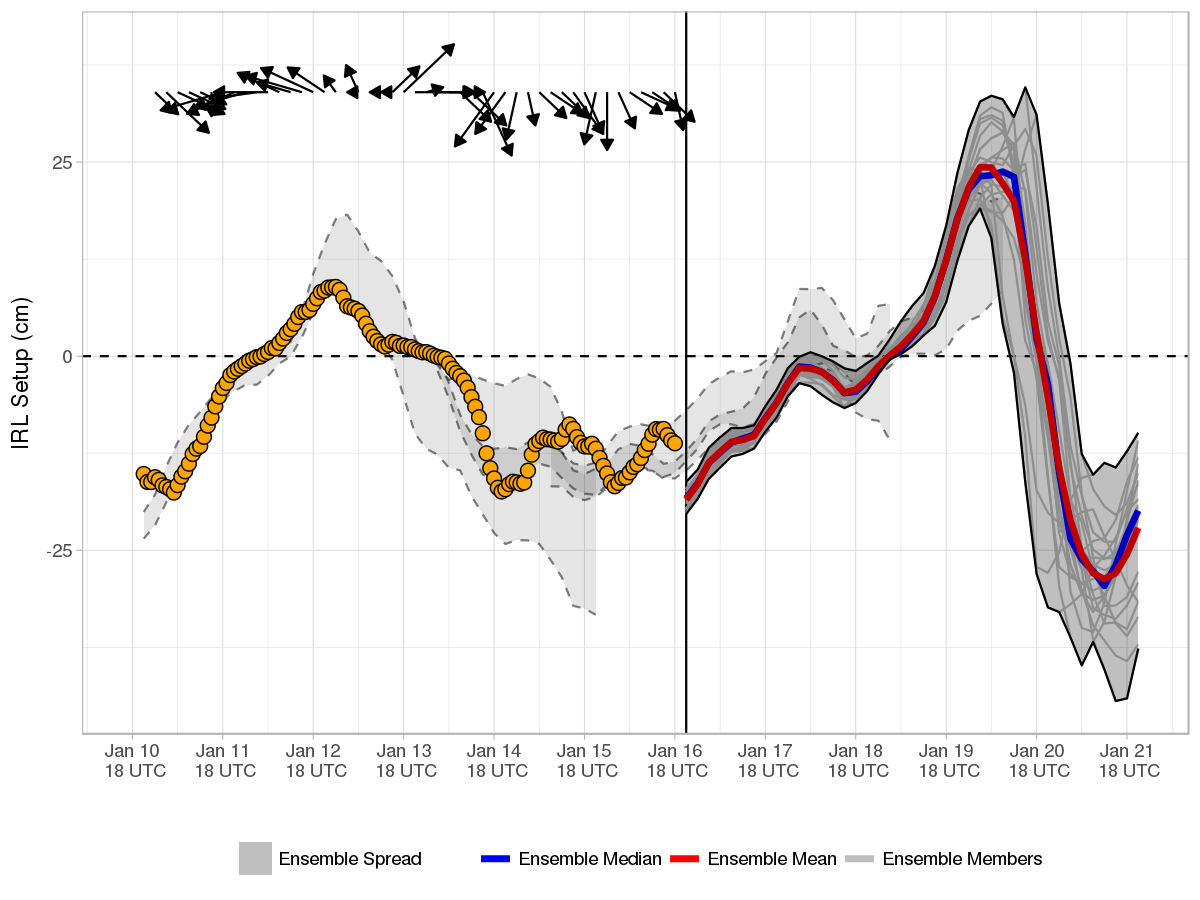 IRL Setup (cm)
25
0
-25
Jan 10 Jan 11 Jan 12 Jan 13 Jan 14 Jan 15 Jan 16 Jan 17 Jan 18 Jan 19 Jan 20 Jan 21
18 UTC 18 UTC 18 UTC 18 UTC 18 UTC 18 UTC 18 UTC 18 UTC 18 UTC 18 UTC 18 UTC 18 UTC
Ensemble Spread Ensemble Median Ensemble Mean Ensemble Members